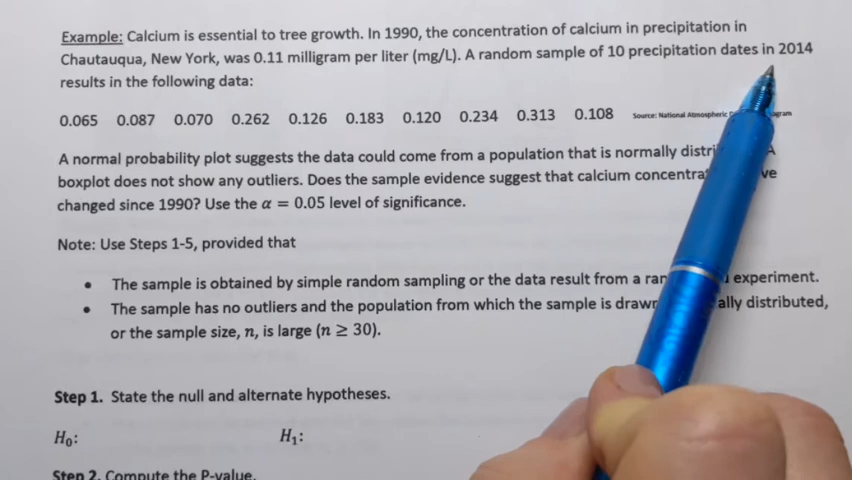 Example: Calcium is essential to tree growth. In 1990, the concentration of calcium in precipitation in
Chautauqua, New York, was 0.11 milligram per liter (mg/L). A random sample of 10 precipitation dates in 2014
results in the following data:
0.065 0.087 0.070 0.262 0.126 0.183 0.120 0.234 0.313 0.108 Source: National Atmospheric
A normal probability plot suggests the data could come from a population that is normally
boxplot does not show any outliers. Does the sample evidence suggest that calcium
changed since 1990? Use the α = 0.05 level of significance.
Note: Use Steps 1-5, provided that
• The sample is obtained by simple random sampling or the data result from a experiment.
• The sample has no outliers and the population from which the sample is distributed,
or the sample size, n, is large (n ≥ 30).
Step 1. State the null and alternate hypotheses.
H₀: H₁:
Step 2. Compute the P-value.